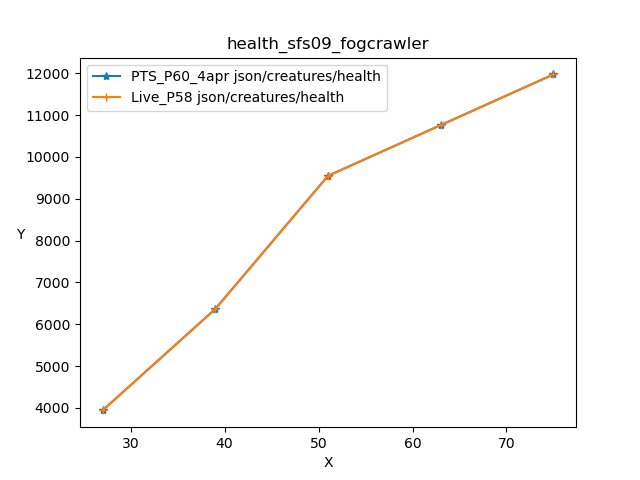 health_sfs09_fogcrawler
PTS_P60_4apr json/creatures/health
Live_P58 json/creatures/health
12000
11000
10000
9000
8000
7000
6000
5000
4000
Y
30 40 50 60 70
X